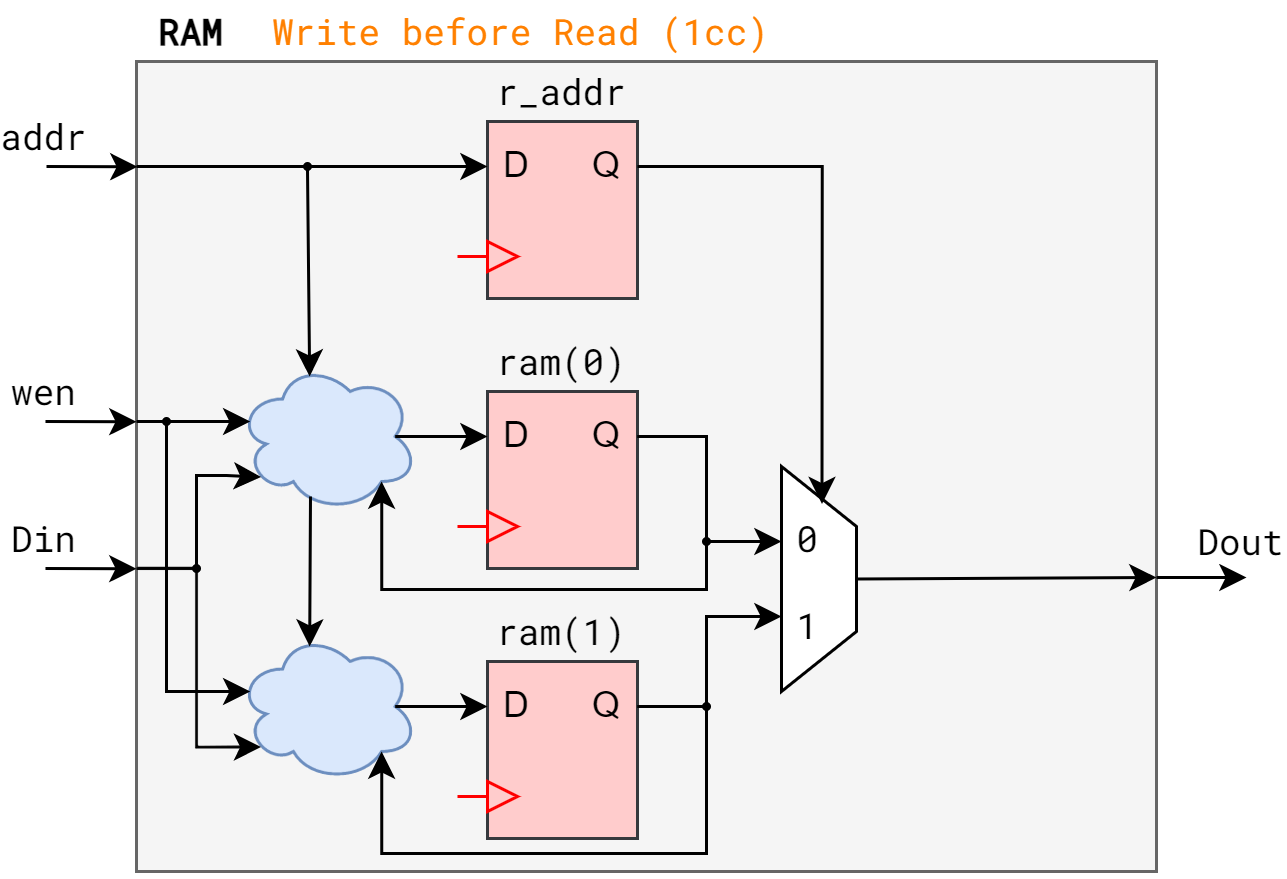 RAM Write before Read (1cc)
r_addr
addr
D Q
ram(0)
wen
D Q
Din
0
Dout
ram(1)
1
D Q